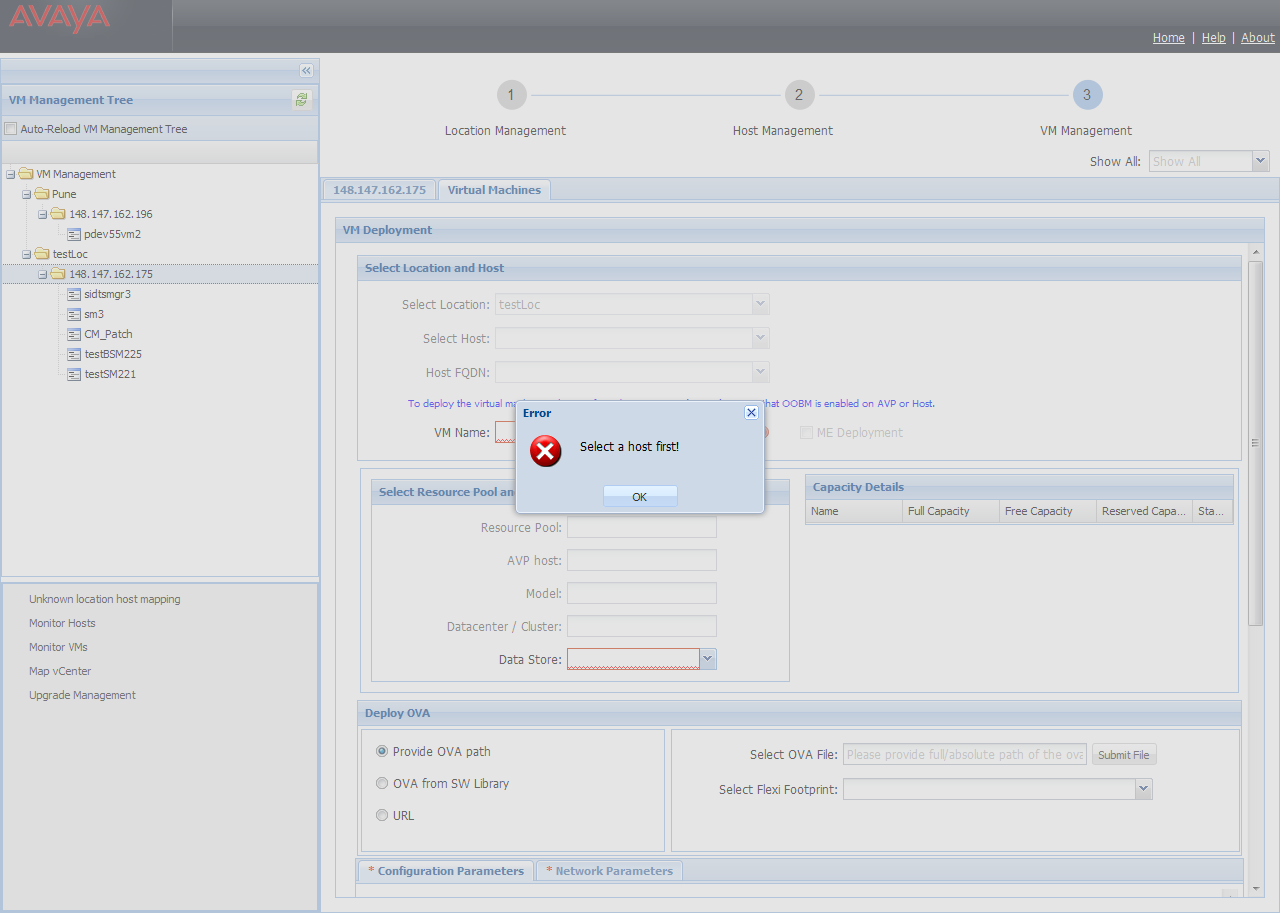 AVAYA
Home | Help | About
VM Management Tree
Auto-Reload VM Management Tree
VM Management
Pune
148.147.162.196
pdev55vm2
testLoc
148.147.162.175
sidtsmgr3
sm3
CM_Patch
testBSM225
testSM221
Unknown location host mapping
Monitor Hosts
Monitor VMs
Map vCenter
Upgrade Management
1 2 3
Location Management Host Management VM Management
Show All: Show All
148.147.162.175 Virtual Machines
VM Deployment
Select Location and Host
Select Location: testLoc
Select Host:
Host FQDN:
To deploy the virtual that OOBM is enabled on AVP or Host.
VM Name: ME Deployment
Error
Select a host first!
OK
Select Resource Pool
Resource Pool:
AVP host:
Model:
Datacenter / Cluster:
Data Store:
Capacity Details
Name Full Capacity Free Capacity Reserved Capa... Sta...
Deploy OVA
Provide OVA path
OVA from SW Library
URL
Select OVA File: Please provide full/absolute path of the ova Submit File
Select Flexi Footprint:
* Configuration Parameters * Network Parameters